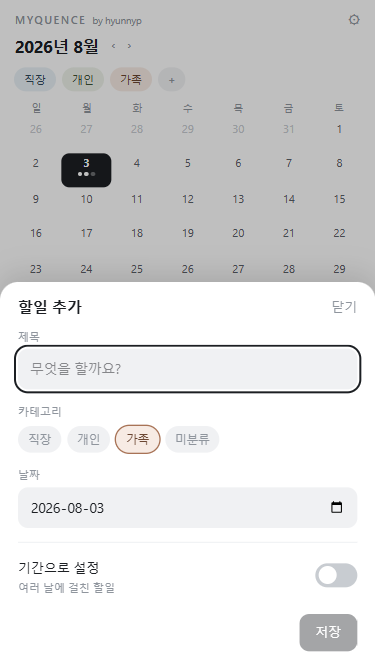 MYQUENCE by hyunnyp
2026년 8월 ‹ ›
직장 개인 가족 +
일 월 화 수 목 금 토
26 27 28 29 30 31 1
2 3 4 5 6 7 8
9 10 11 12 13 14 15
16 17 18 19 20 21 22
23 24 25 26 27 28 29
할일 추가 닫기
제목
무엇을 할까요?
카테고리
직장 개인 가족 미분류
날짜
2026-08-03
기간으로 설정
여러 날에 걸친 할일
저장